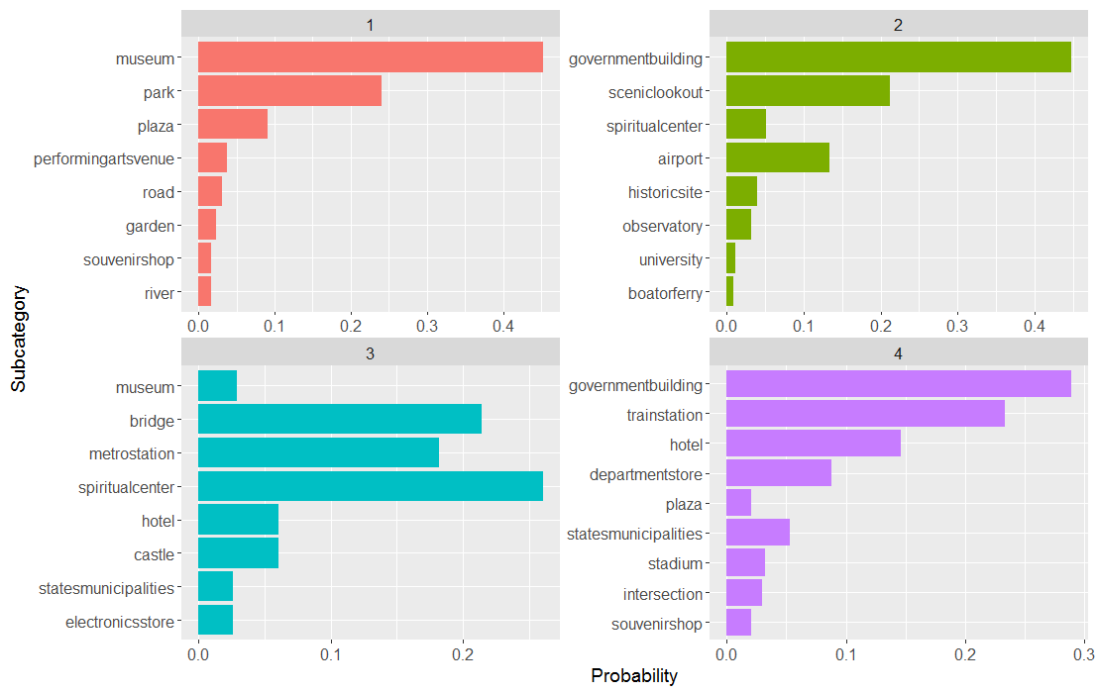 1
museum
park
plaza
performingartsvenue
road
garden
souvenirshop
river
0.0 0.1 0.2 0.3 0.4
2
governmentbuilding
sceniclookout
spiritualcenter
airport
historicsite
observatory
university
boatorferry
0.0 0.1 0.2 0.3 0.4
Subcategory
3
museum
bridge
metrostation
spiritualcenter
hotel
castle
statesmunicipalities
electronicsstore
0.0 0.2
4
governmentbuilding
trainstation
hotel
departmentstore
plaza
statesmunicipalities
stadium
intersection
souvenirshop
0.0 0.1 0.2 0.3
Probability